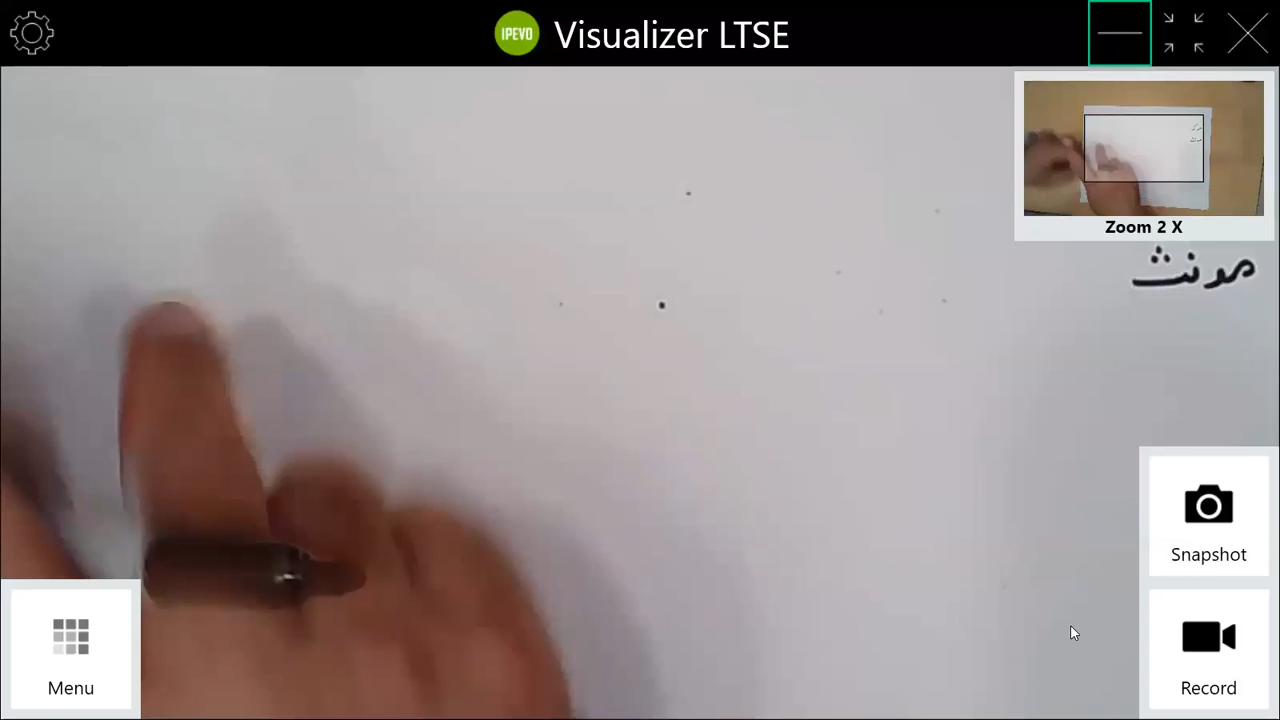 IPEVO Visualizer LTSE
Zoom 2 X
مونث
Snapshot
Menu
Record